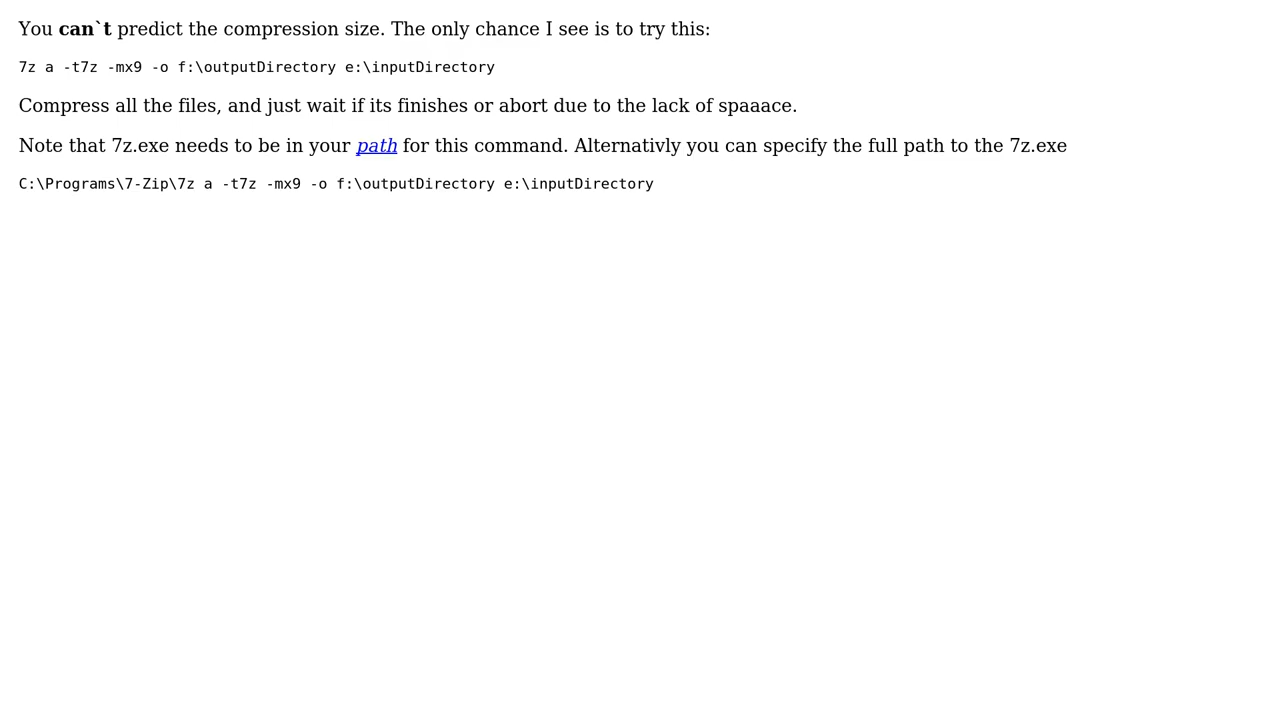 You can`t predict the compression size. The only chance I see is to try this:
7z a -t7z -mx9 -o f:\outputDirectory e:\inputDirectory
Compress all the files, and just wait if its finishes or abort due to the lack of spaaace.
Note that 7z.exe needs to be in your path for this command. Alternativly you can specify the full path to the 7z.exe
C:\Programs\7-Zip\7z a -t7z -mx9 -o f:\outputDirectory e:\inputDirectory